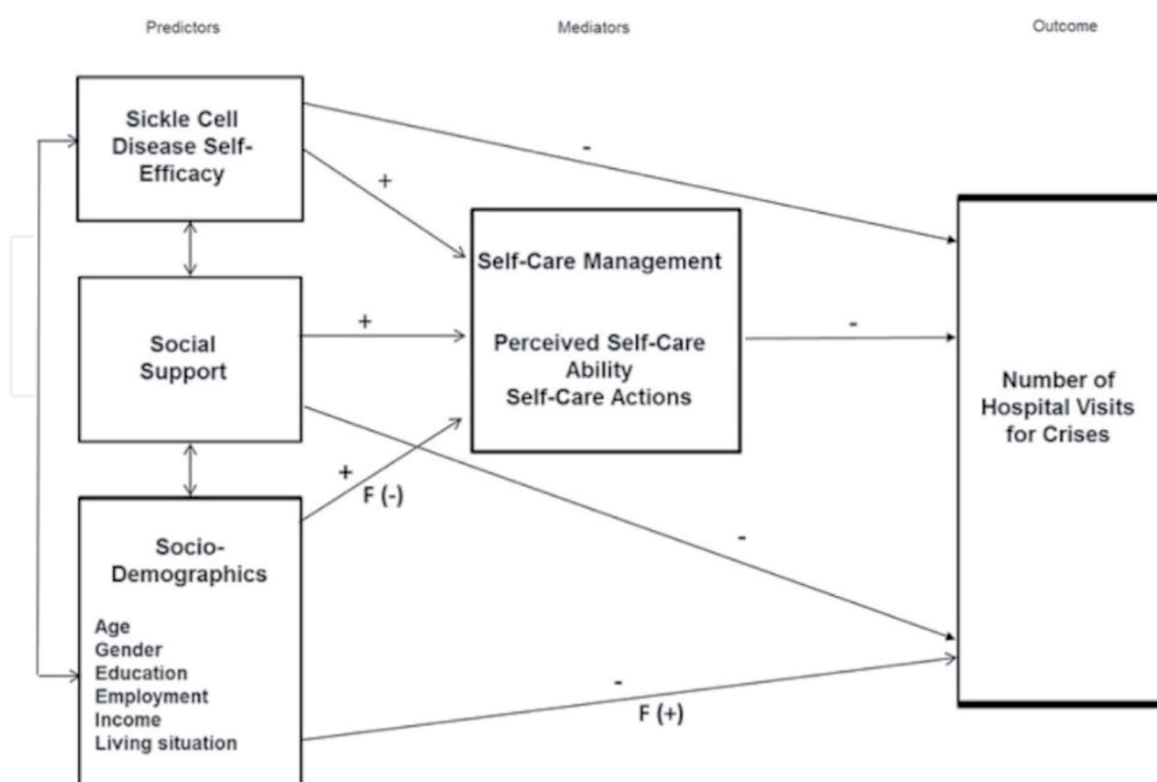 Predictors
Mediators
Outcome
Sickle Cell
Disease Self-
Efficacy
-
+
Self-Care Management
Social
Support
+
Perceived Self-Care
Ability
Self-Care Actions
-
Number of
Hospital Visits
for Crises
+
F (-)
-
Socio-
Demographics
Age
Gender
Education
Employment
Income
Living situation
-
F (+)